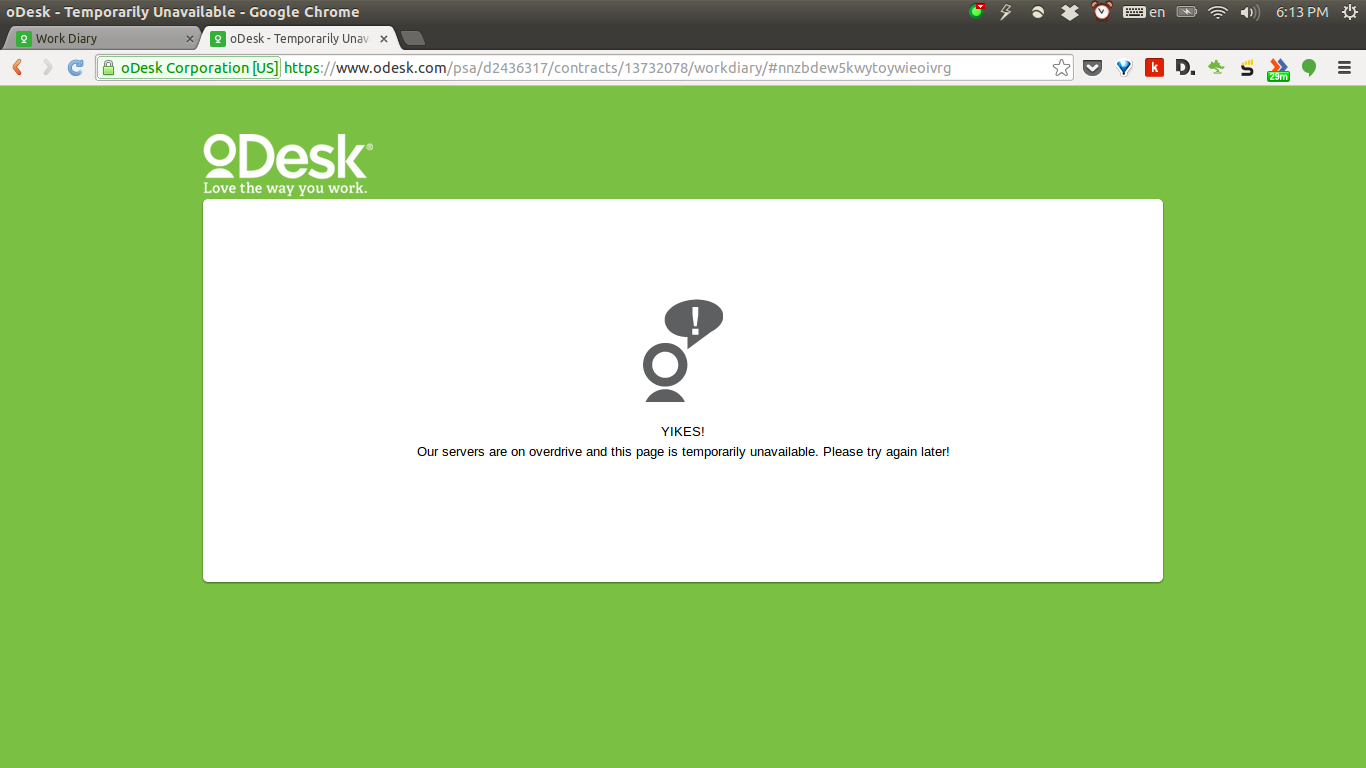 oDesk - Temporarily Unavailable - Google Chrome
en
6:13 PM
Work Diary
oDesk - Temporarily Unav
oDesk Corporation [US]
https://www.odesk.com/psa/d2436317/contracts/13732078/workdiary/#nnzbdew5kwytoywieoivrg
k
D.
S
29m
oDesk®
Love the way you work.
!
YIKES!
Our servers are on overdrive and this page is temporarily unavailable. Please try again later!